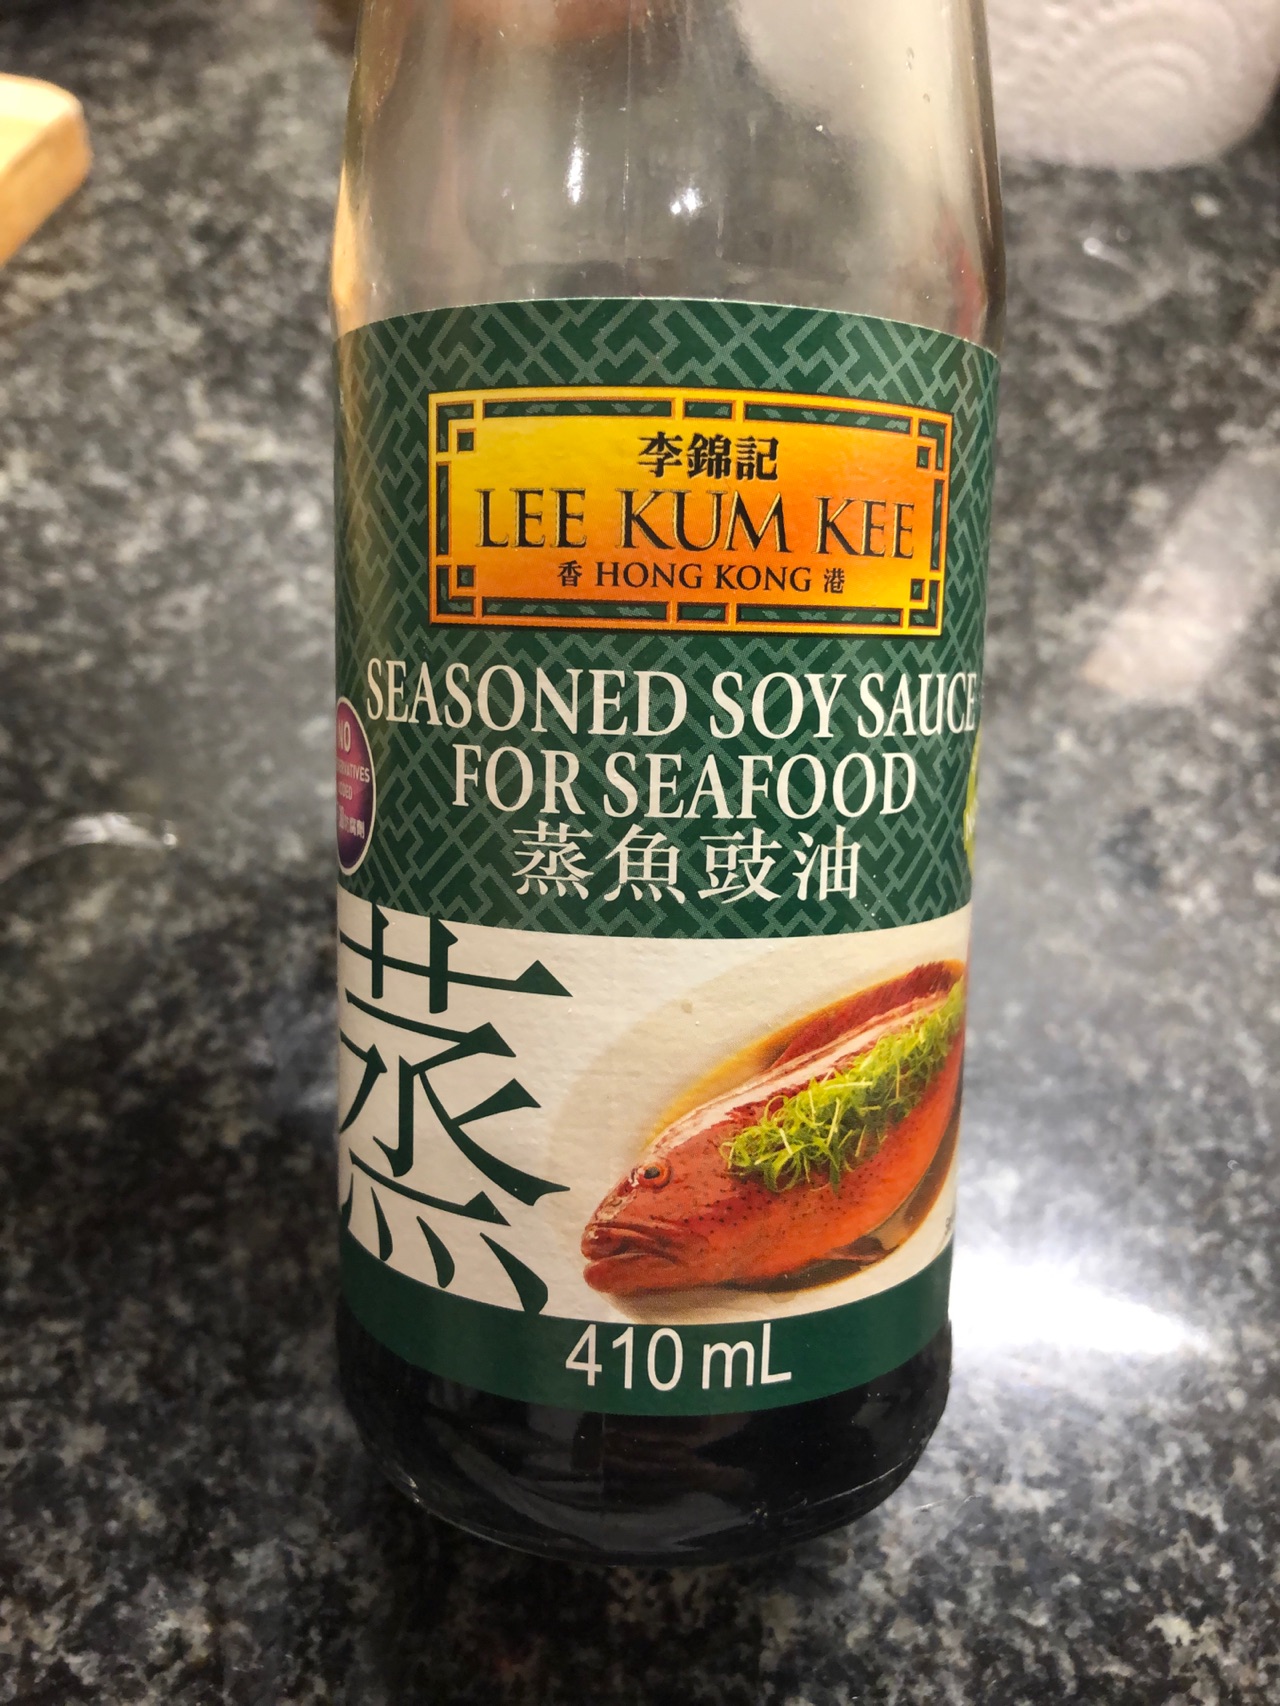 李錦記
LEE KUM KEE
香 HONG KONG 港
SEASONED SOY SAUCE
FOR SEAFOOD
蒸魚豉油
NO
蒸
410 mL